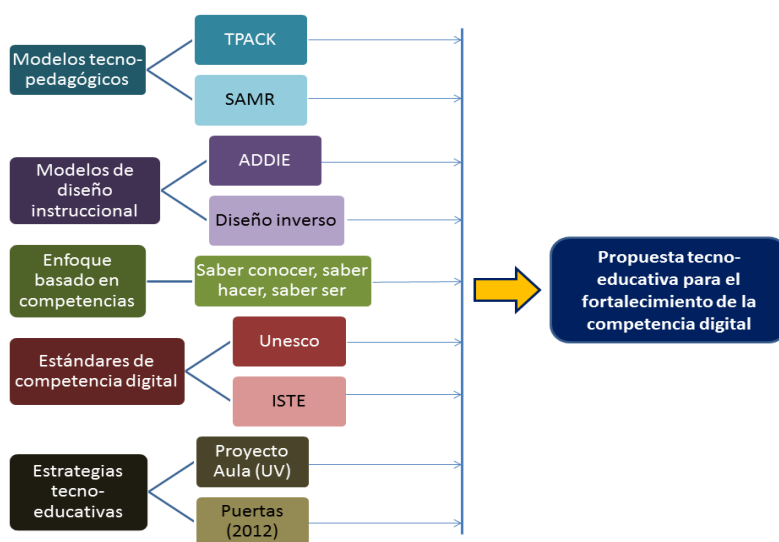 Modelos tecno-
pedagógicos
TPACK
SAMR
Modelos de
diseño
instruccional
ADDIE
Diseño inverso
Enfoque
basado en
competencias
Saber conocer, saber
hacer, saber ser
Estándares de
competencia digital
Unesco
ISTE
Estrategias
tecno-
educativas
Proyecto
Aula (UV)
Puertas
(2012)
Propuesta tecno-
educativa para el
fortalecimiento de la
competencia digital